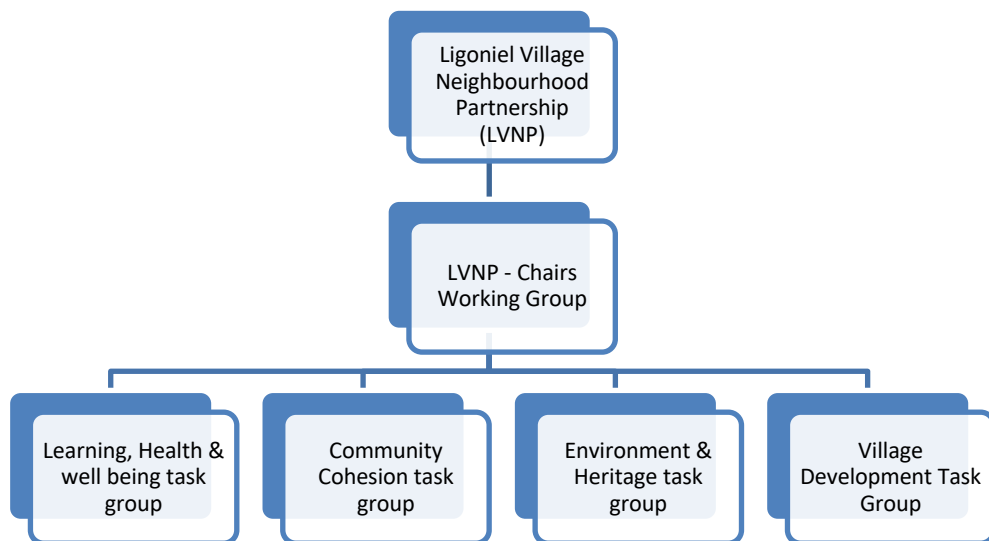 Ligoniel Village
Neighbourhood
Partnership
(LVNP)
LVNP - Chairs
Working Group
Learning, Health &
well being task
group
Community
Cohesion task
group
Environment &
Heritage task
group
Village
Development Task
Group